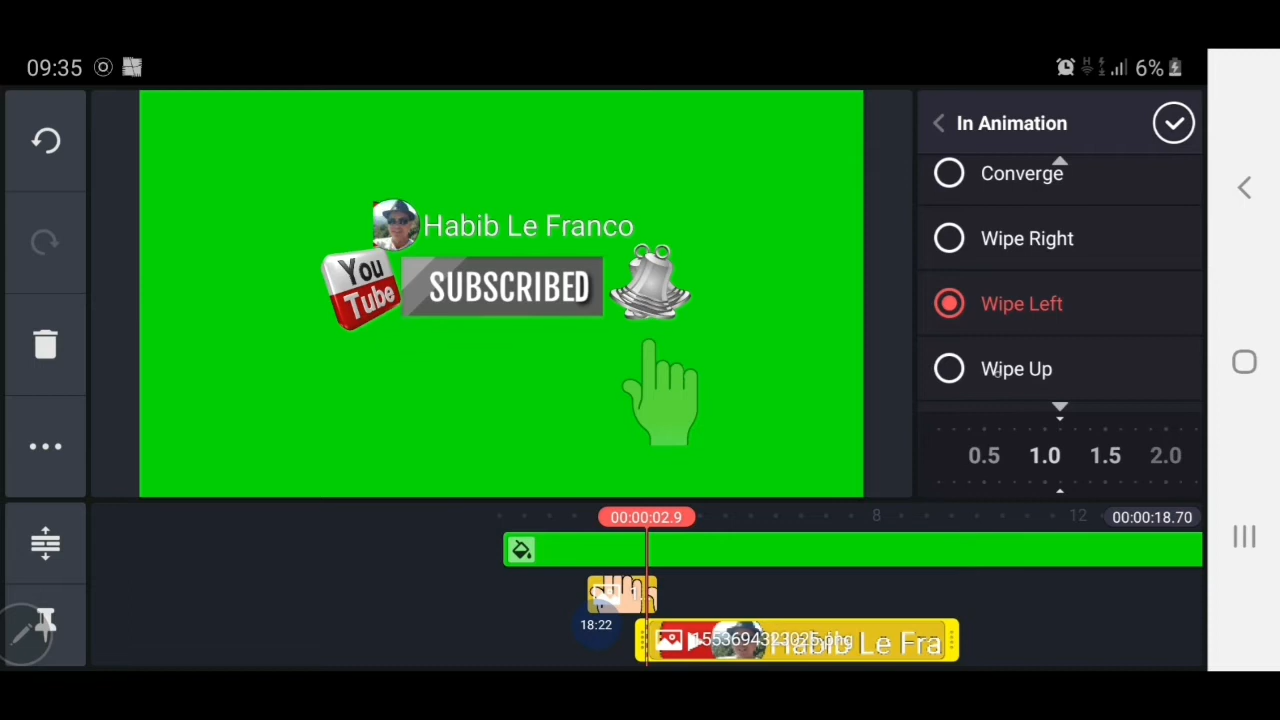 09:35
6%
In Animation
Converge
Wipe Right
Wipe Left
Wipe Up
0.5 1.0 1.5 2.0
Habib Le Franco
You
Tube
SUBSCRIBED
00:00:02.9
8
12
00:00:18.70
18:22
1553694323025.png
Habib Le Fra